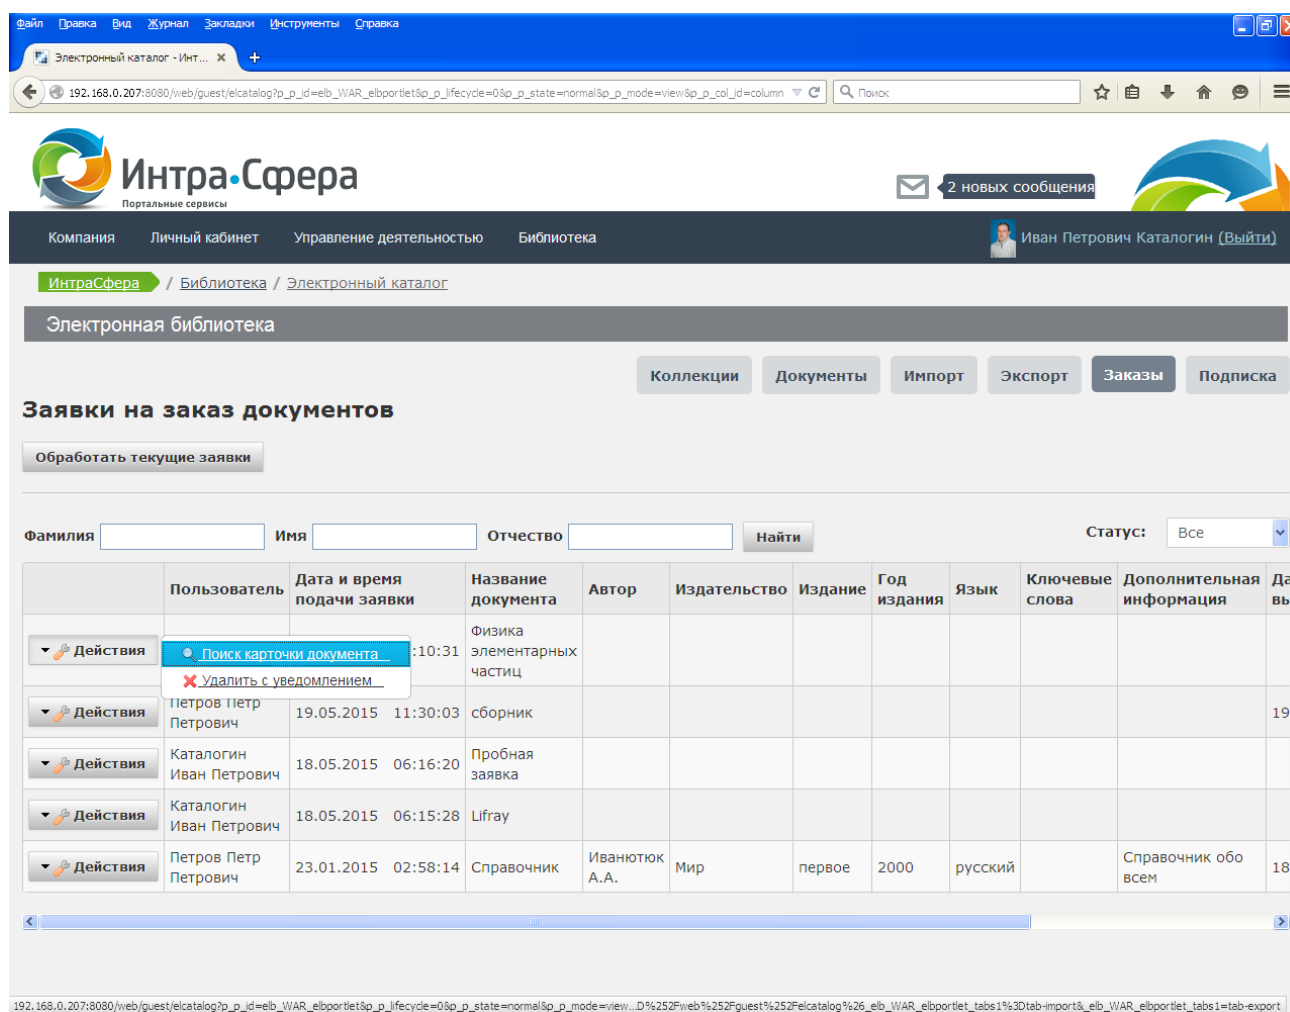 Файл Правка Вид Журнал Закладки Инструменты Справка
Электронный каталог - Инт...
192.168.0.207:8080/web/guest/elcatalog?p_p_id=elb_WAR_elbportlet&p_p_lifecycle=0&p_p_state=normal&p_p_mode=view&p_p_col_id=column Поиск
Интра•Сфера
Портальные сервисы
2 новых сообщения
Компания Личный кабинет Управление деятельностью Библиотека Иван Петрович Каталогин (Выйти)
ИнтраСфера / Библиотека / Электронный каталог
Электронная библиотека
Коллекции Документы Импорт Экспорт Заказы Подписка
Заявки на заказ документов
Обработать текущие заявки
Фамилия Имя Отчество Найти Статус: Все
Пользователь Дата и время подачи заявки Название документа Автор Издательство Издание Год издания Язык Ключевые слова Дополнительная информация Да вы
Действия :10:31 Физика элементарных частиц
Поиск карточки документа
Удалить с уведомлением
Действия Петров Петр Петрович 19.05.2015 11:30:03 сборник 19
Действия Каталогин Иван Петрович 18.05.2015 06:16:20 Пробная заявка
Действия Каталогин Иван Петрович 18.05.2015 06:15:28 Lifray
Действия Петров Петр Петрович 23.01.2015 02:58:14 Справочник Иванютюк А.А. Мир первое 2000 русский Справочник обо всем 18
192.168.0.207:8080/web/guest/elcatalog?p_p_id=elb_WAR_elbportlet&p_p_lifecycle=0&p_p_state=normal&p_p_mode=view...D%252Fweb%252Fguest%252Felcatalog%26_elb_WAR_elbportlet_tabs1%3Dtab-import&_elb_WAR_elbportlet_tabs1=tab-export